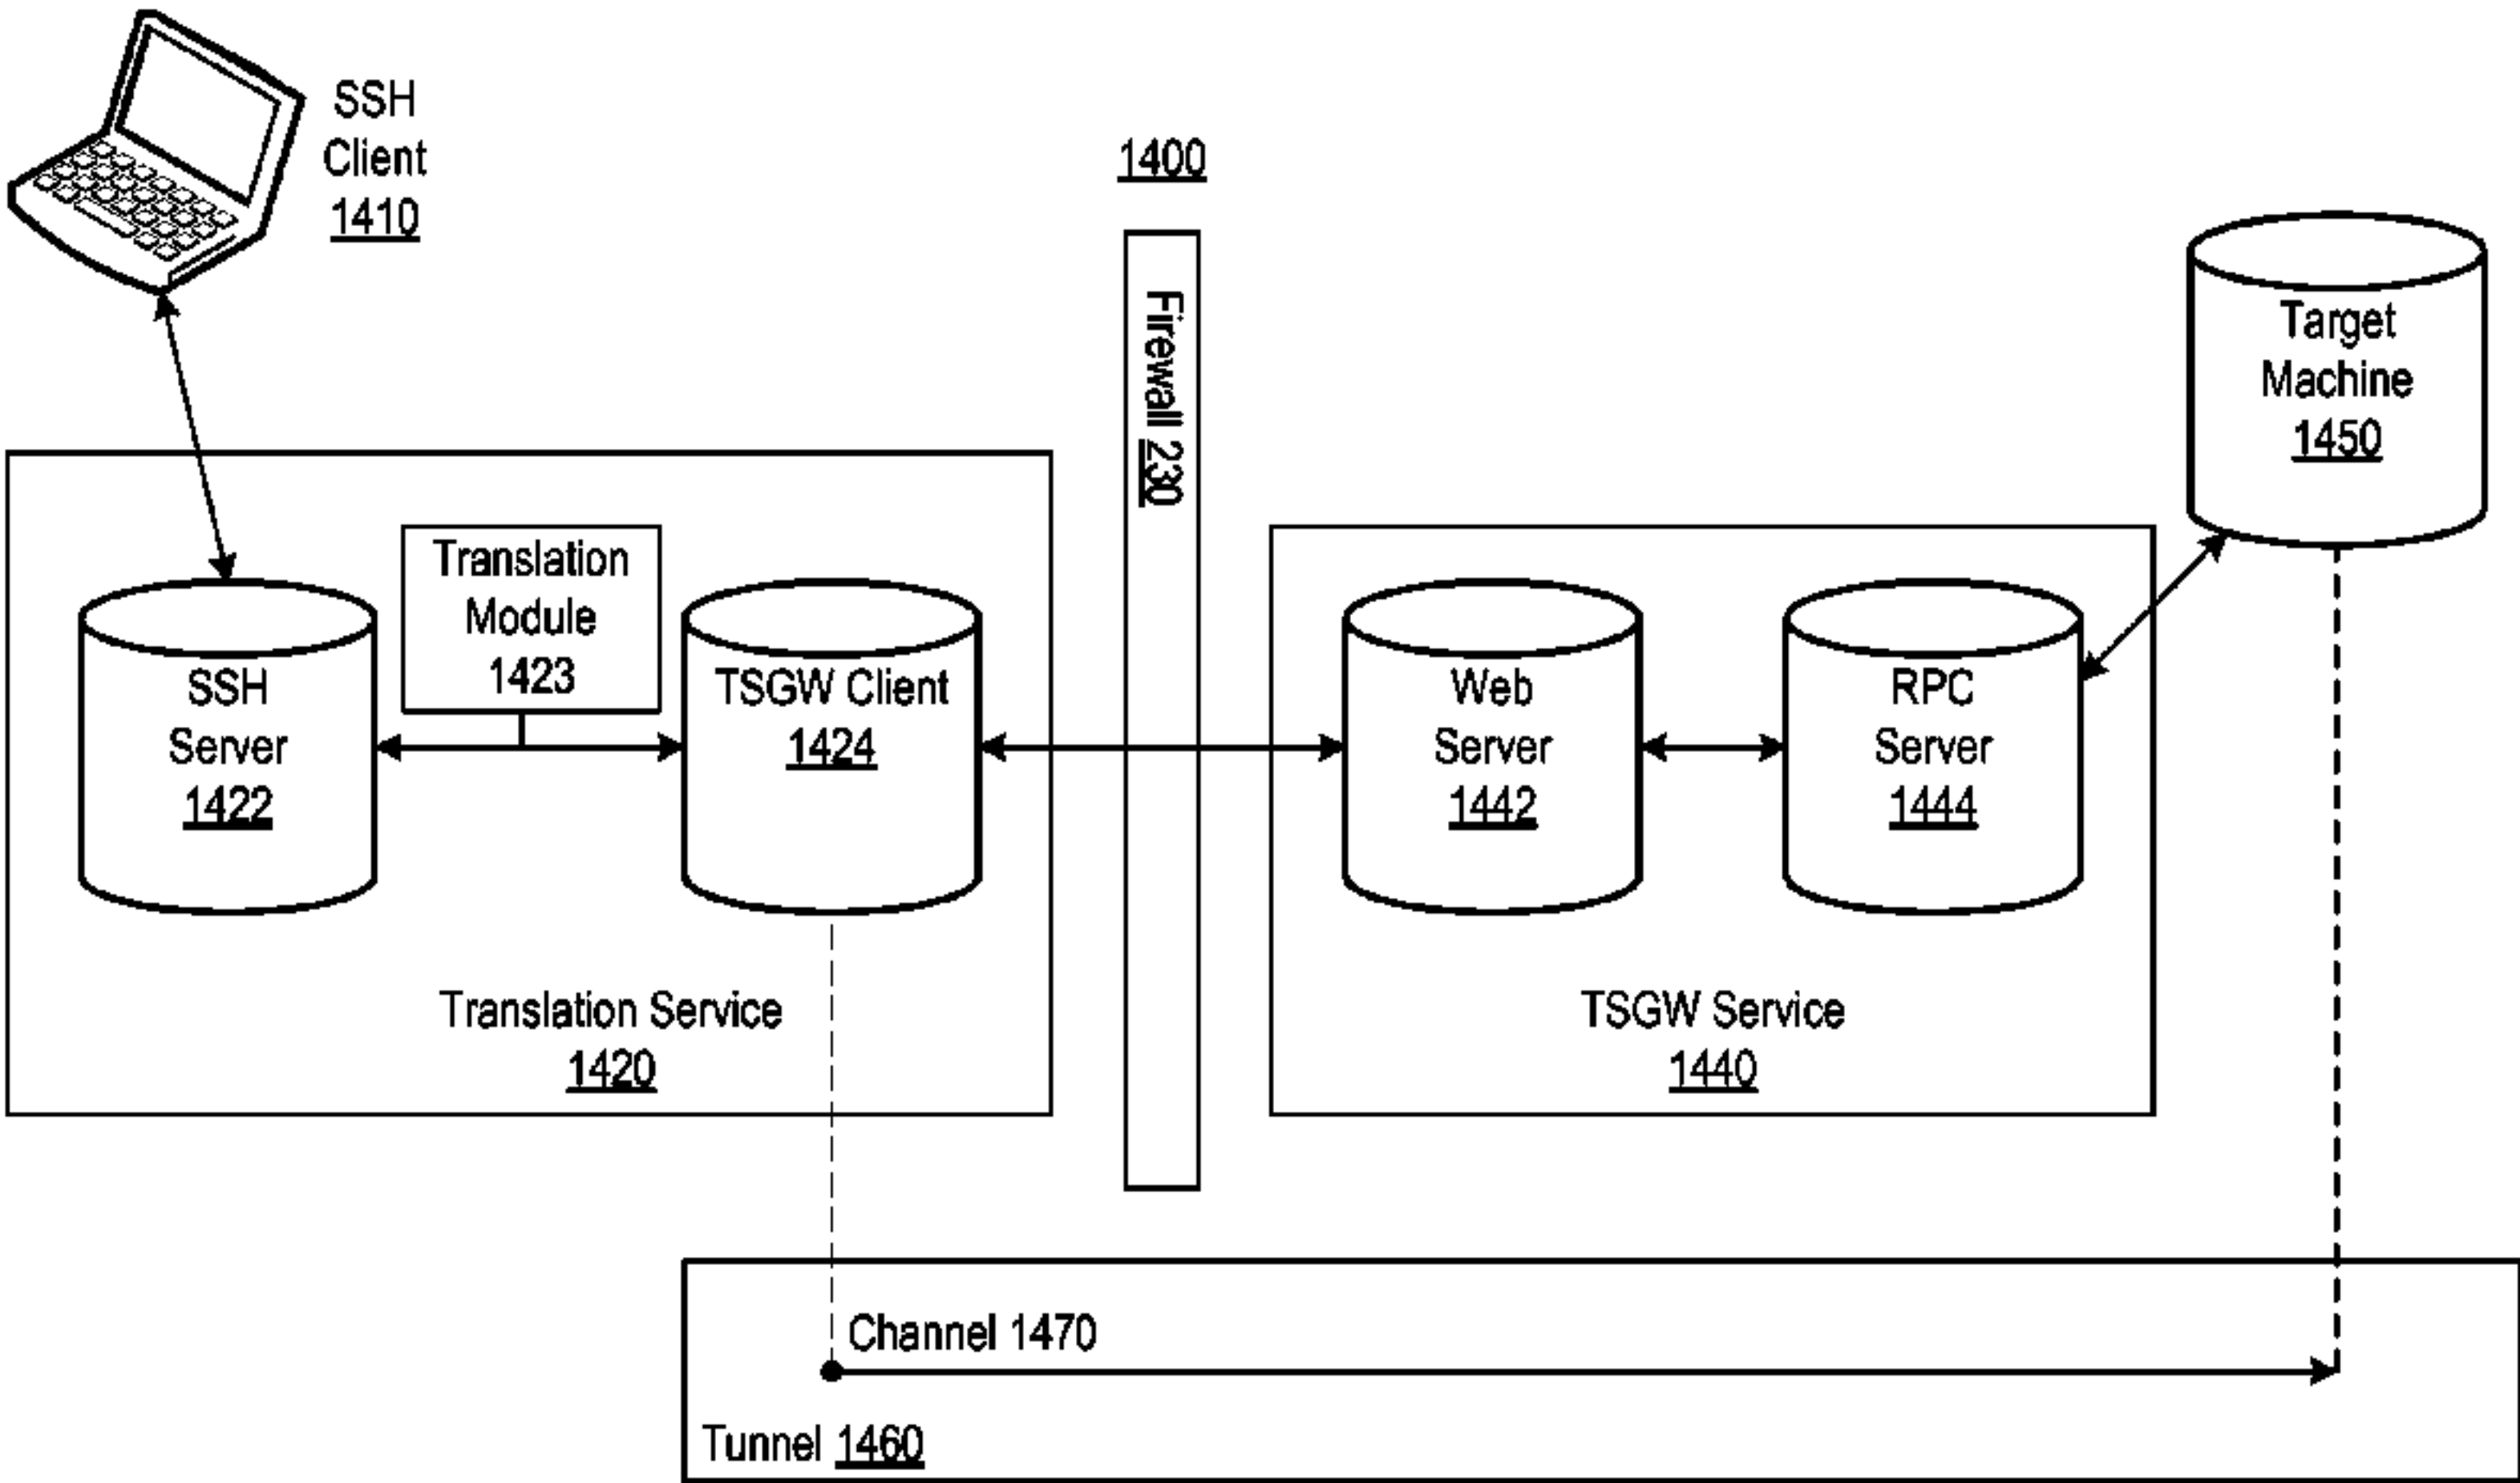 SSH
Client
1410
1400
Firewall 230
Target
Machine
1450
Translation
Module
1423
SSH
Server
1422
TSGW Client
1424
Web
Server
1442
RPC
Server
1444
Translation Service
1420
TSGW Service
1440
Channel 1470
Tunnel 1460